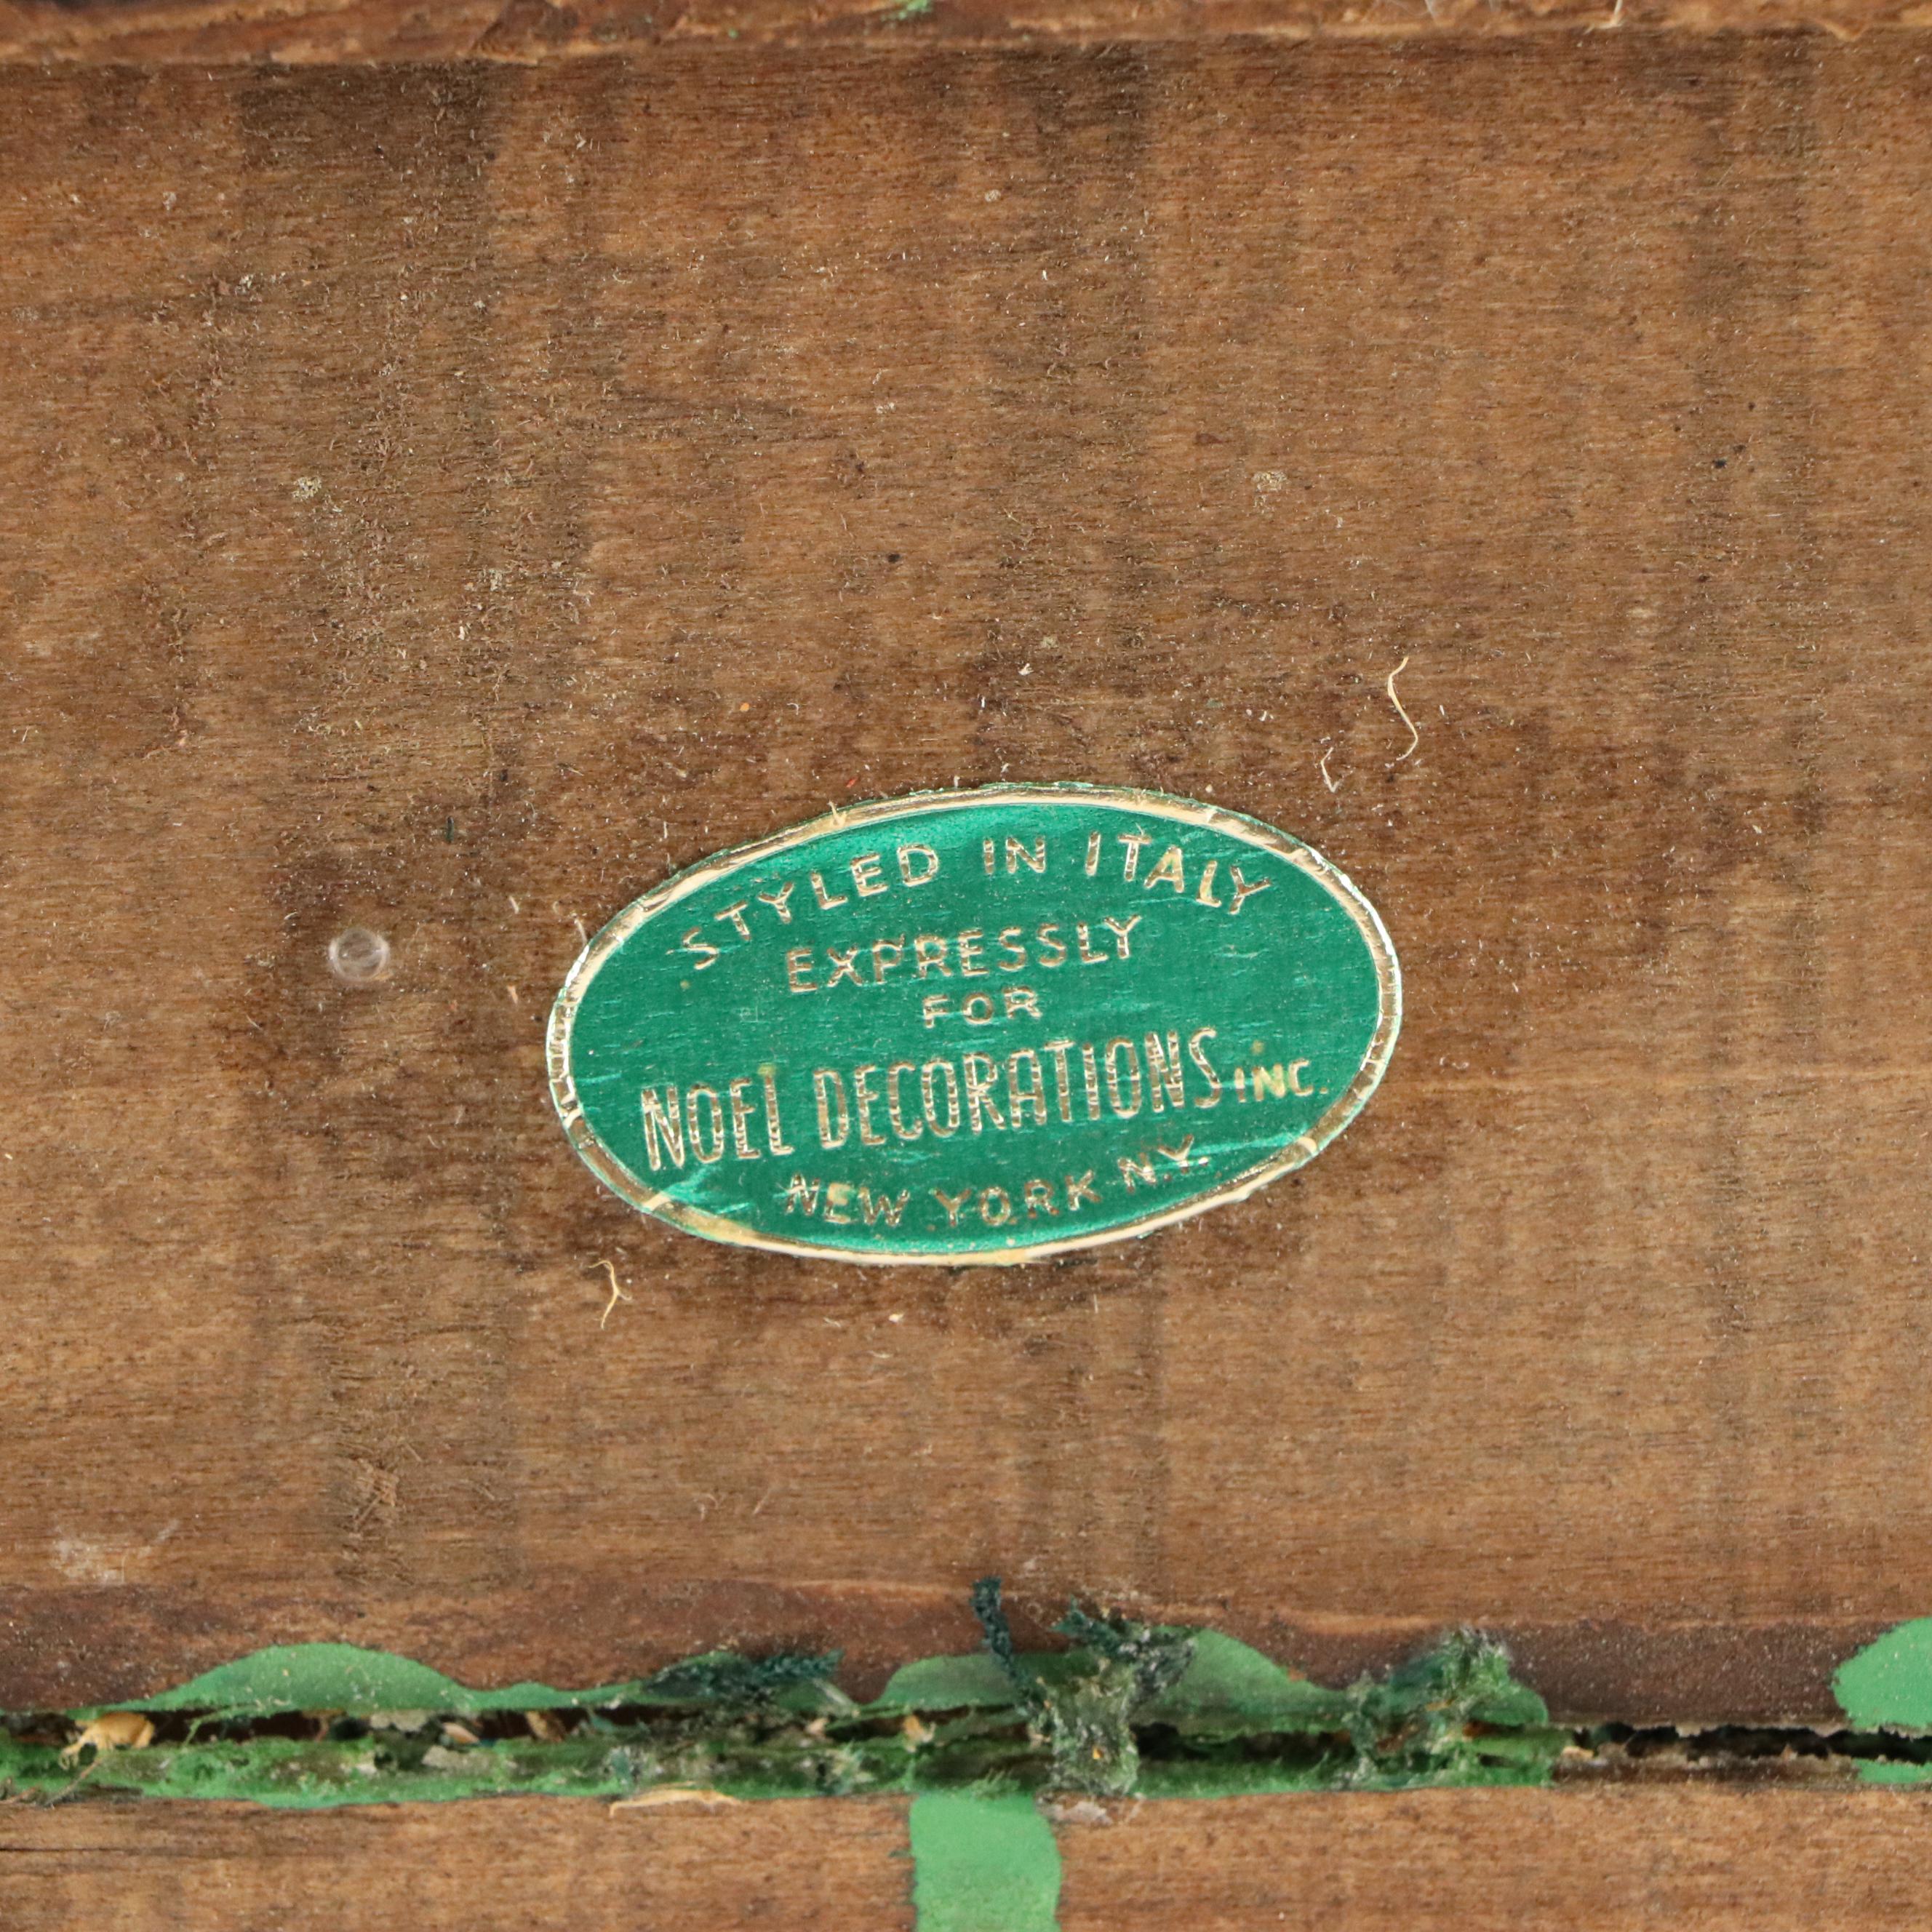 STYLED IN ITALY
EXPRESSLY
FOR
NOEL DECORATIONS INC.
NEW YORK N.Y.